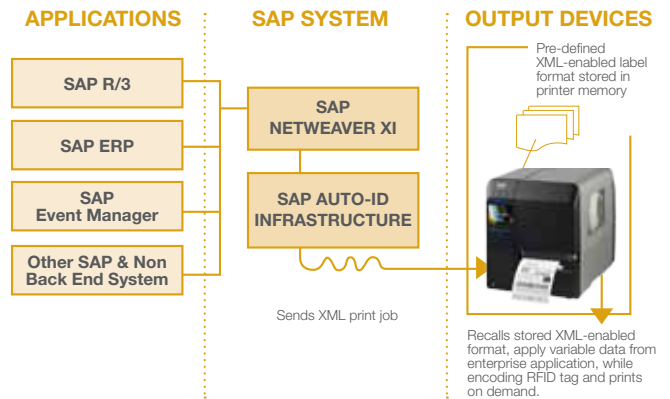 APPLICATIONS
SAP R/3
SAP ERP
SAP
Event Manager
Other SAP & Non
Back End System
SAP SYSTEM
SAP
NETWEAVER XI
SAP AUTO-ID
INFRASTRUCTURE
Sends XML print job
OUTPUT DEVICES
Pre-defined
XML-enabled label
format stored in
printer memory
Recalls stored XML-enabled
format, apply variable data from
enterprise application, while
encoding RFID tag and prints
on demand.